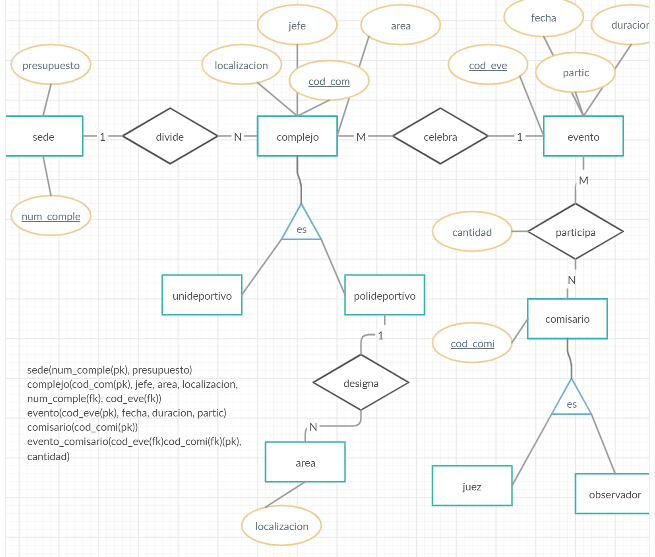 jefe
area
fecha
duracion
presupuesto
localizacion
cod_com
cod_eve
partic
sede
1
divide
N
complejo
M
celebra
1
evento
M
num_comple
es
cantidad
participa
N
unideportivo
polideportivo
comisario
1
cod_comi
designa
es
N
area
juez
observador
localizacion
sede(num_comple(pk), presupuesto)
complejo(cod_com(pk), jefe, area, localizacion,
num_comple(fk), cod_eve(fk))
evento(cod_eve(pk), fecha, duracion, partic)
comisario(cod_comi(pk))
evento_comisario(cod_eve(fk)cod_comi(fk)(pk),
cantidad)